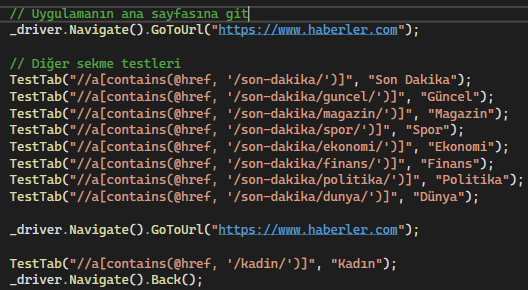 // Uygulamanın ana sayfasına git
_driver.Navigate().GoToUrl("https://www.haberler.com");
// Diğer sekme testleri
TestTab("//a[contains(@href, '/son-dakika/')]", "Son Dakika");
TestTab("//a[contains(@href, '/son-dakika/guncel/')]", "Güncel");
TestTab("//a[contains(@href, '/son-dakika/magazin/')]", "Magazin");
TestTab("//a[contains(@href, '/son-dakika/spor/')]", "Spor");
TestTab("//a[contains(@href, '/son-dakika/ekonomi/')]", "Ekonomi");
TestTab("//a[contains(@href, '/son-dakika/finans/')]", "Finans");
TestTab("//a[contains(@href, '/son-dakika/politika/')]", "Politika");
TestTab("//a[contains(@href, '/son-dakika/dunya/')]", "Dünya");
_driver.Navigate().GoToUrl("https://www.haberler.com");
TestTab("//a[contains(@href, '/kadin/')]", "Kadın");
_driver.Navigate().Back();